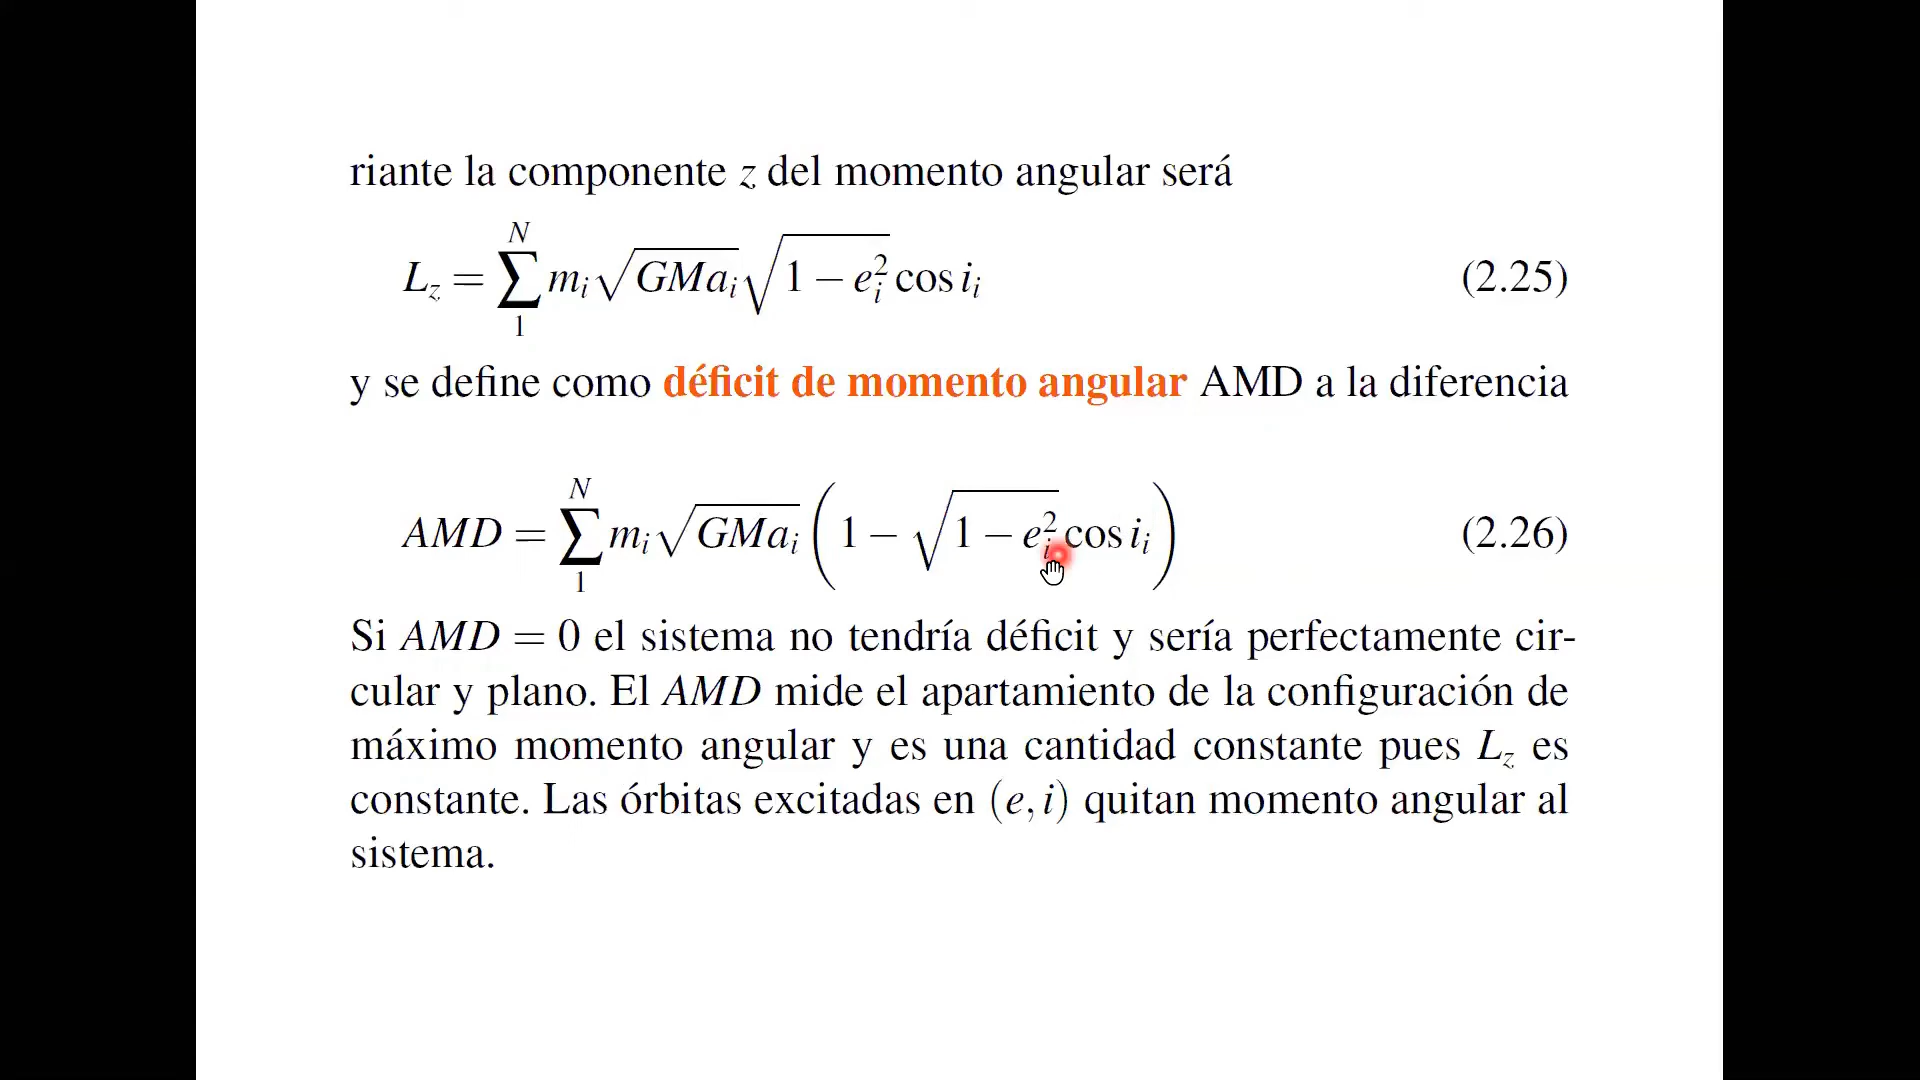 riante la componente z del momento angular será
L_z = \sum_1^N m_i \sqrt{GMa_i} \sqrt{1 - e_i^2} \cos i_i (2.25)
y se define como déficit de momento angular AMD a la diferencia
AMD = \sum_1^N m_i \sqrt{GMa_i} \left( 1 - \sqrt{1 - e_i^2} \cos i_i \right) (2.26)
Si AMD = 0 el sistema no tendría déficit y sería perfectamente cir-
cular y plano. El AMD mide el apartamiento de la configuración de
máximo momento angular y es una cantidad constante pues L_z es
constante. Las órbitas excitadas en (e, i) quitan momento angular al
sistema.